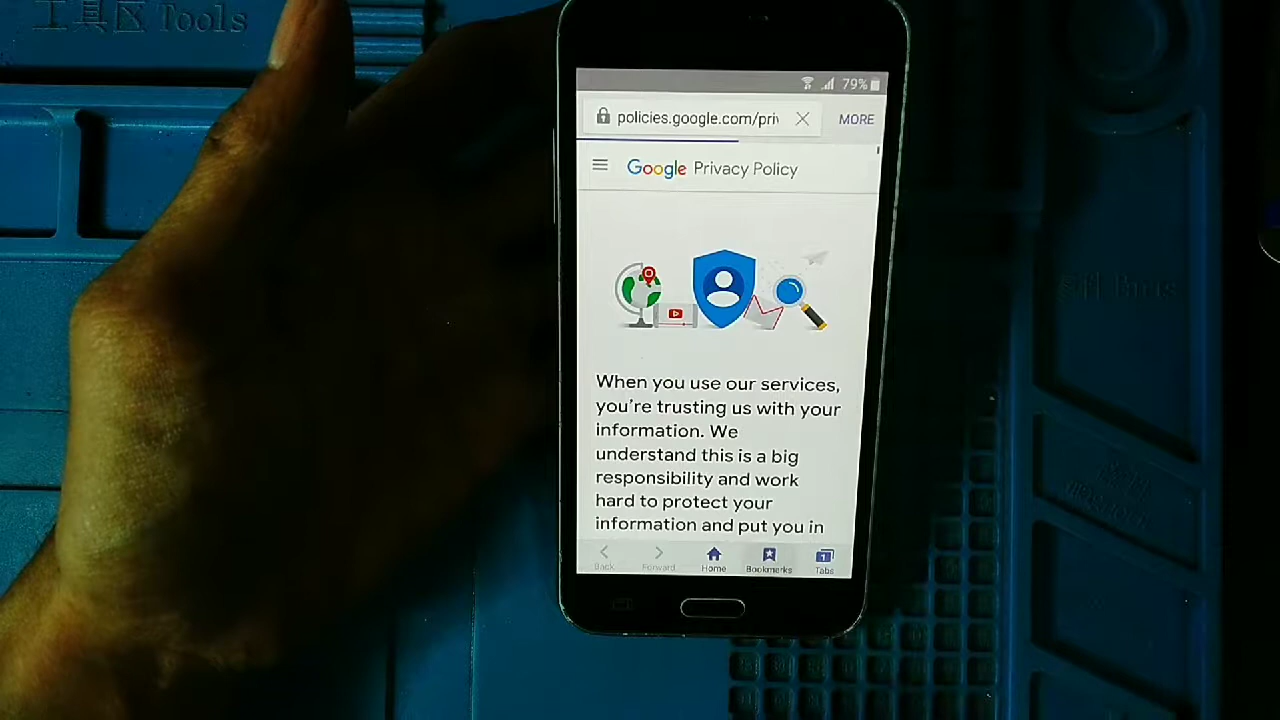 工具区 Tools
79%
policies.google.com/priv
MORE
Google Privacy Policy
When you use our services,
you're trusting us with your
information. We
understand this is a big
responsibility and work
hard to protect your
information and put you in
Back
Forward
Home
Bookmarks
1
Tabs